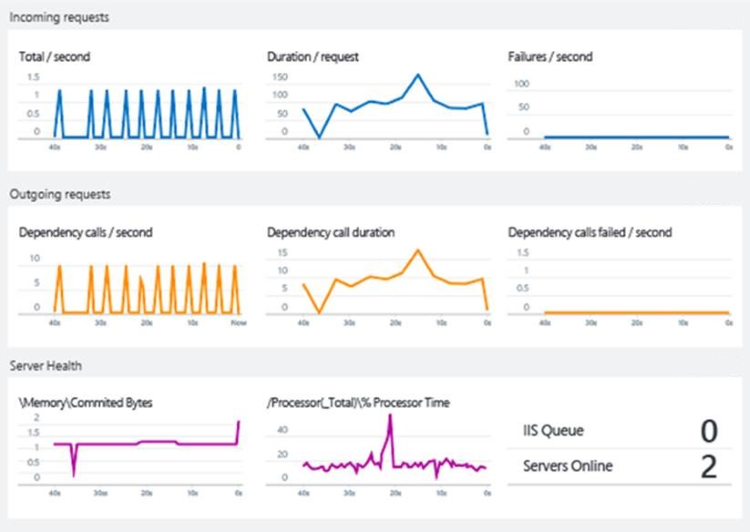 Incoming requests
Total / second
1.5
1
0.5
0
40s 30s 20s 10s 0
Duration / request
150
100
50
0
40s 30s 20s 10s 0s
Failures / second
100
50
0
40s 30s 20s 10s 0s
Outgoing requests
Dependency calls / second
10
5
0
40s 30s 20s 10s Now
Dependency call duration
15
10
5
0
40s 30s 20s 10s 0s
Dependency calls failed / second
1.5
1
0.5
0
40s 30s 20s 10s 0s
Server Health
\Memory\Commited Bytes
2
1.5
1
0.5
0
40s 30s 20s 10s 0s
/Processor(_Total)\% Processor Time
40
20
0
40s 30s 20s 10s 0s
IIS Queue 0
Servers Online 2